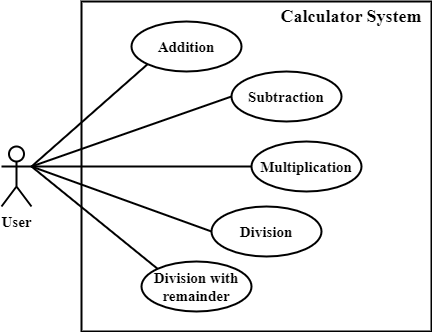 Calculator System
Addition
Subtraction
Multiplication
User
Division
Division with
remainder